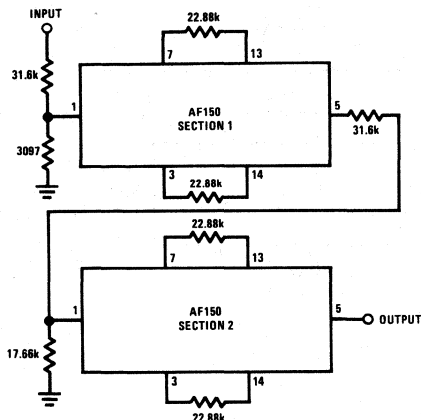 INPUT
22.88k
7
13
31.6k
1
AF150
SECTION 1
5
31.6k
3097
3
14
22.88k
22.88k
7
13
1
AF150
SECTION 2
5
OUTPUT
17.66k
3
14
22.88k